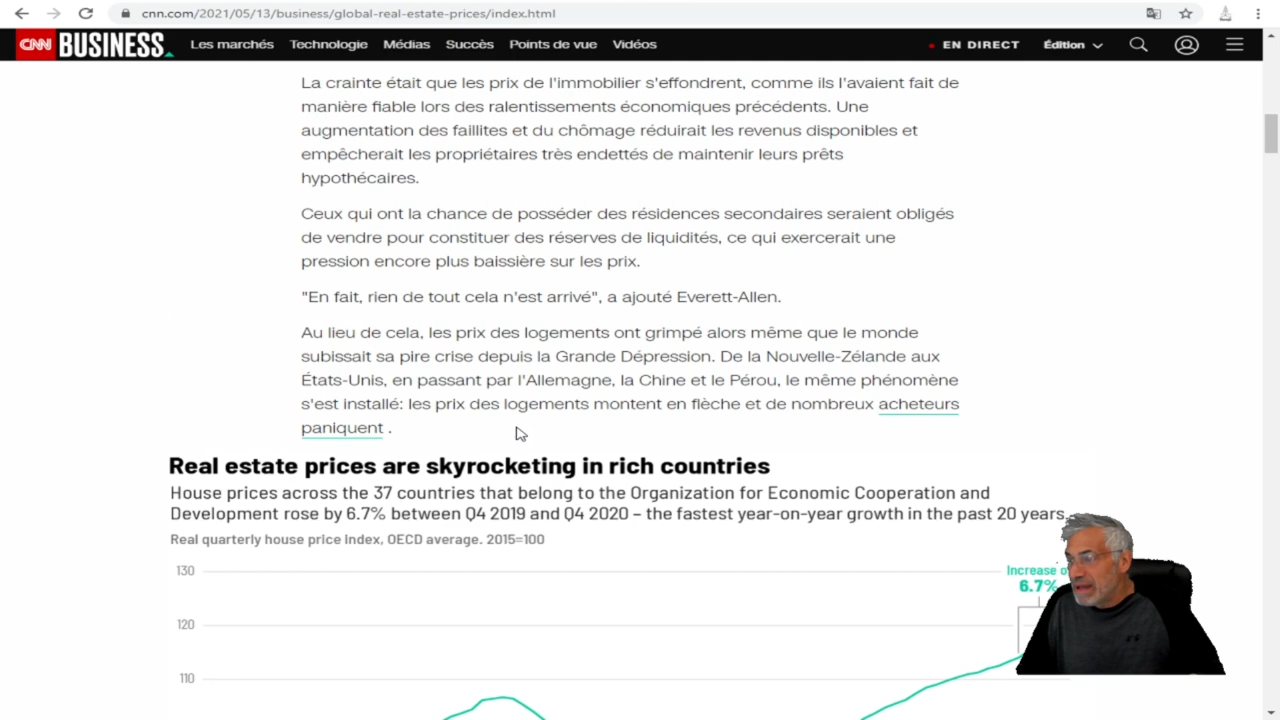 cnn.com/2021/05/13/business/global-real-estate-prices/index.html
CNN BUSINESS Les marchés Technologie Médias Succès Points de vue Vidéos EN DIRECT Édition
La crainte était que les prix de l'immobilier s'effondrent, comme ils l'avaient fait de
manière fiable lors des ralentissements économiques précédents. Une
augmentation des faillites et du chômage réduirait les revenus disponibles et
empêcherait les propriétaires très endettés de maintenir leurs prêts
hypothécaires.
Ceux qui ont la chance de posséder des résidences secondaires seraient obligés
de vendre pour constituer des réserves de liquidités, ce qui exercerait une
pression encore plus baissière sur les prix.
"En fait, rien de tout cela n'est arrivé", a ajouté Everett-Allen.
Au lieu de cela, les prix des logements ont grimpé alors même que le monde
subissait sa pire crise depuis la Grande Dépression. De la Nouvelle-Zélande aux
États-Unis, en passant par l'Allemagne, la Chine et le Pérou, le même phénomène
s'est installé: les prix des logements montent en flèche et de nombreux acheteurs
paniquent .
Real estate prices are skyrocketing in rich countries
House prices across the 37 countries that belong to the Organization for Economic Cooperation and
Development rose by 6.7% between Q4 2019 and Q4 2020 – the fastest year-on-year growth in the past 20 years.
Real quarterly house price index, OECD average. 2015=100
130
Increase
6.7%
120
110